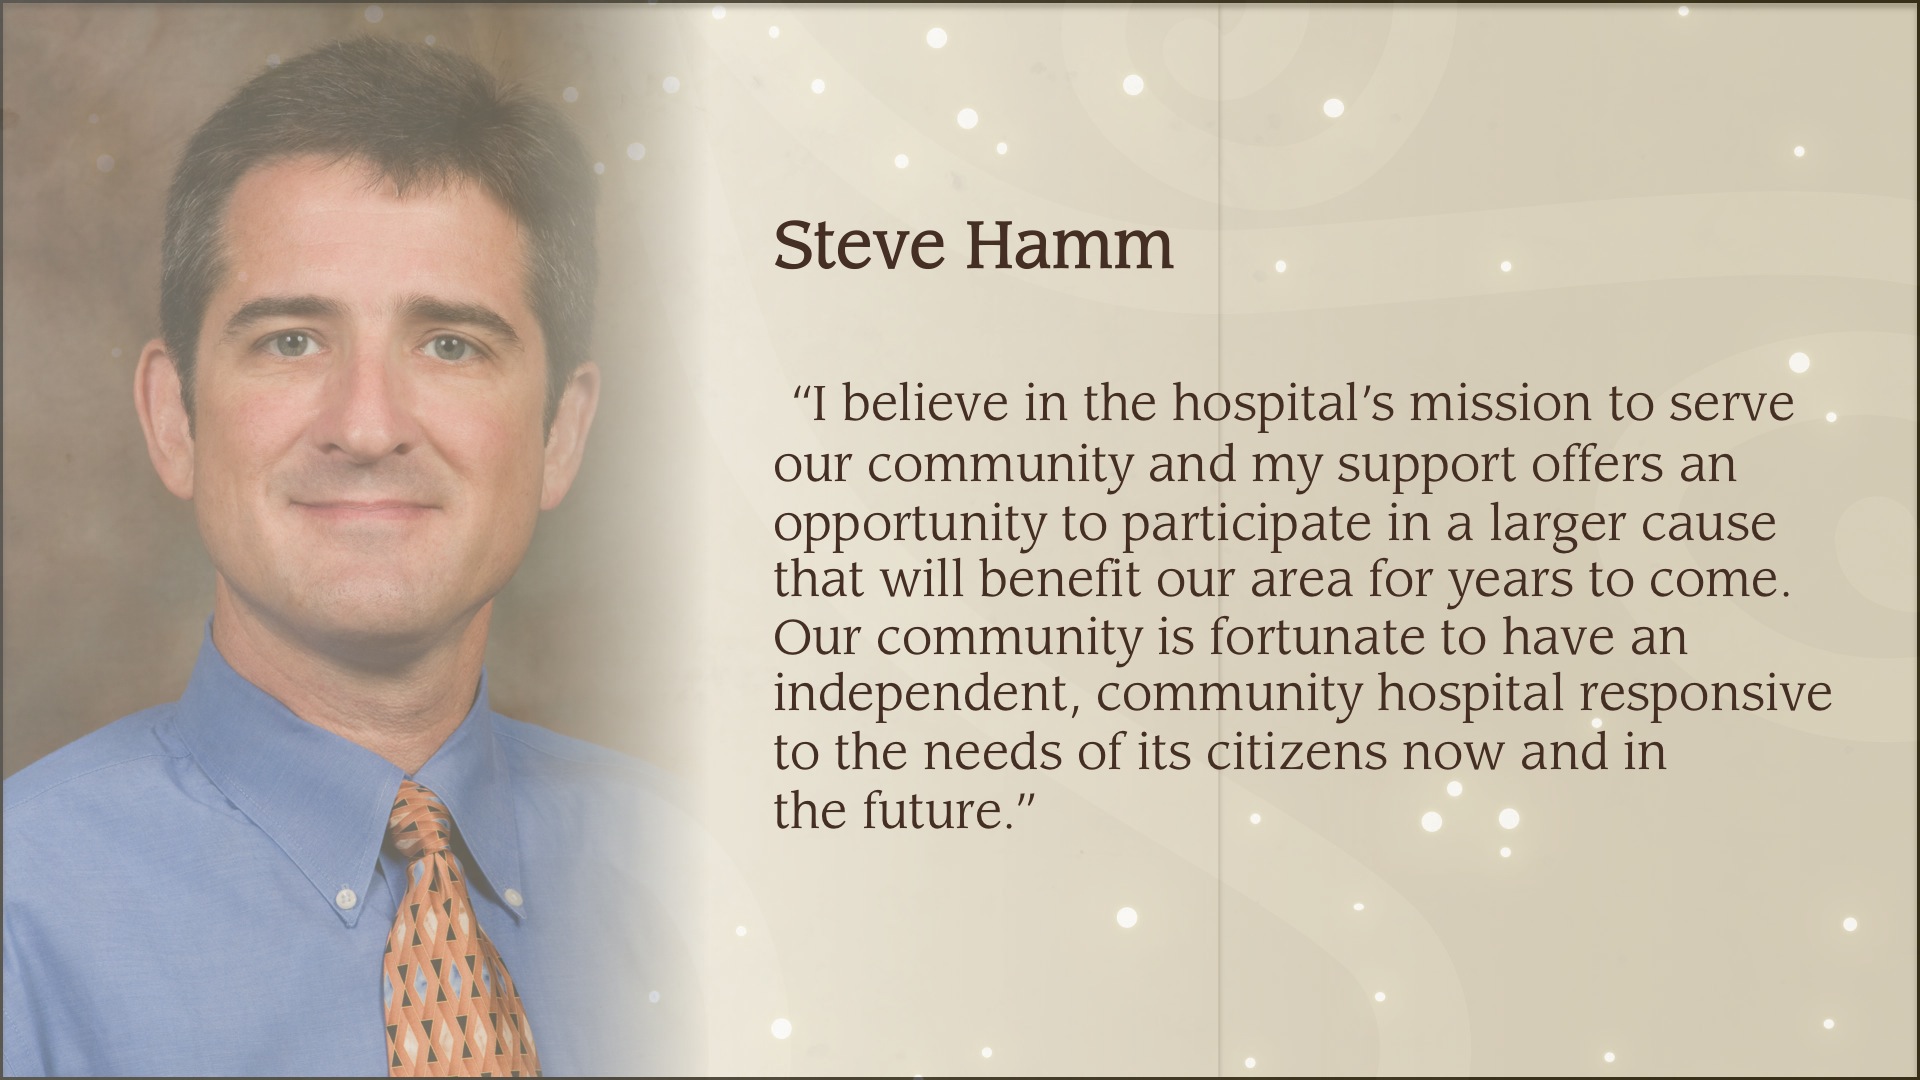 Steve Hamm
“I believe in the hospital’s mission to serve
our community and my support offers an
opportunity to participate in a larger cause
that will benefit our area for years to come.
Our community is fortunate to have an
independent, community hospital responsive
to the needs of its citizens now and in
the future.”